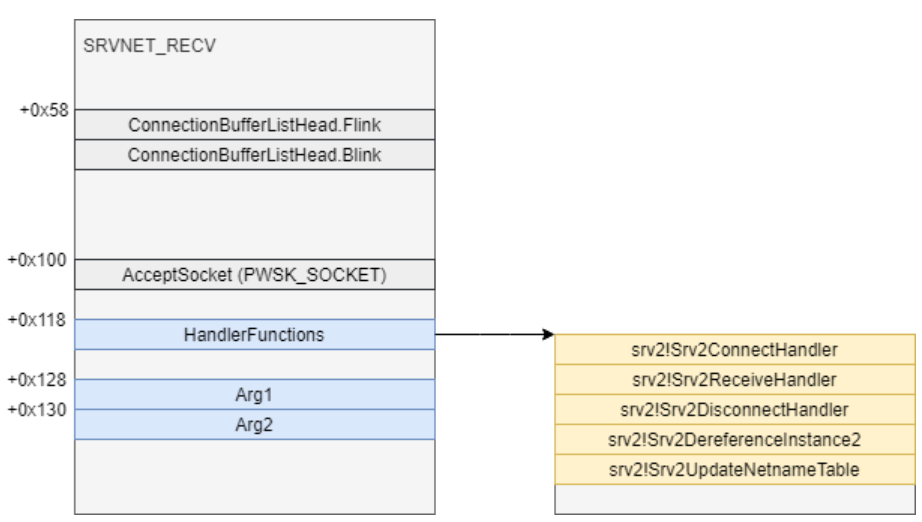 SRVNET_RECV
+0x58
ConnectionBufferListHead.Flink
ConnectionBufferListHead.Blink
+0x100
AcceptSocket (PWSK_SOCKET)
+0x118
HandlerFunctions
+0x128
Arg1
+0x130
Arg2
srv2!Srv2ConnectHandler
srv2!Srv2ReceiveHandler
srv2!Srv2DisconnectHandler
srv2!Srv2DereferenceInstance2
srv2!Srv2UpdateNetnameTable